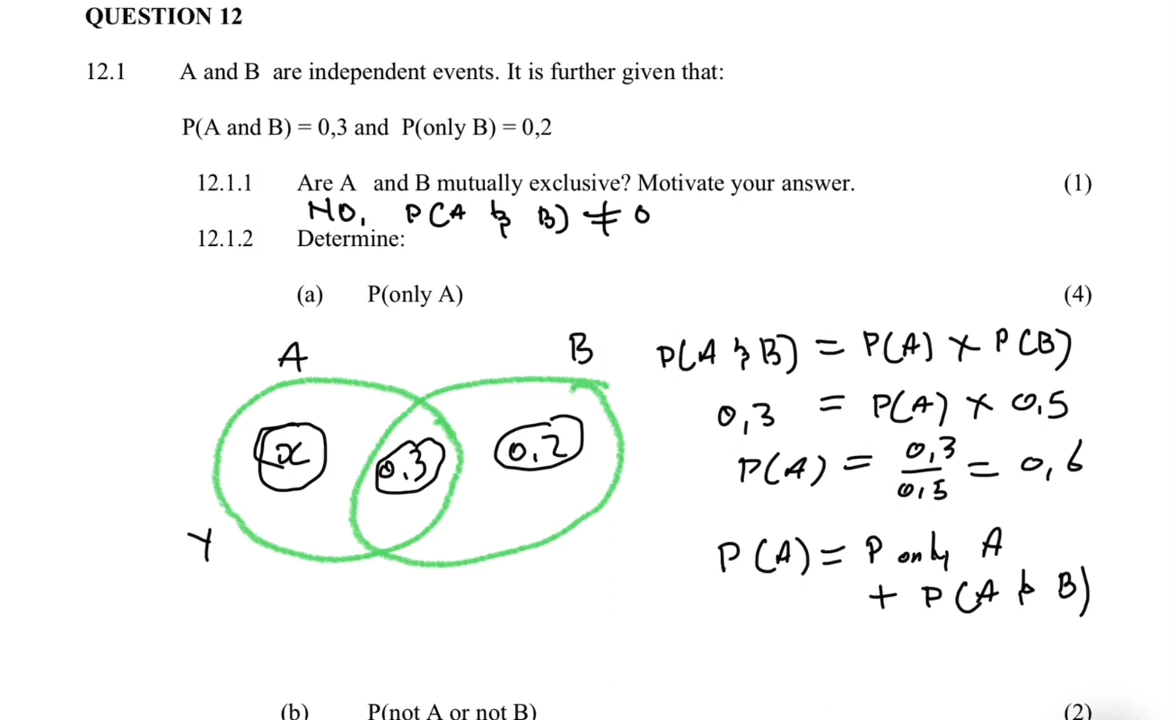 QUESTION 12
12.1 A and B are independent events. It is further given that:
P(A and B) = 0,3 and P(only B) = 0,2
12.1.1 Are A and B mutually exclusive? Motivate your answer. (1)
NO, P(A & B) ≠ 0
12.1.2 Determine:
(a) P(only A) (4)
A B
x 0,3 0,2
Y
P(A & B) = P(A) × P(B)
0,3 = P(A) × 0,5
P(A) = 0,3/0,5 = 0,6
P(A) = P only A
+ P(A & B)
(b) P(not A or not B) (2)